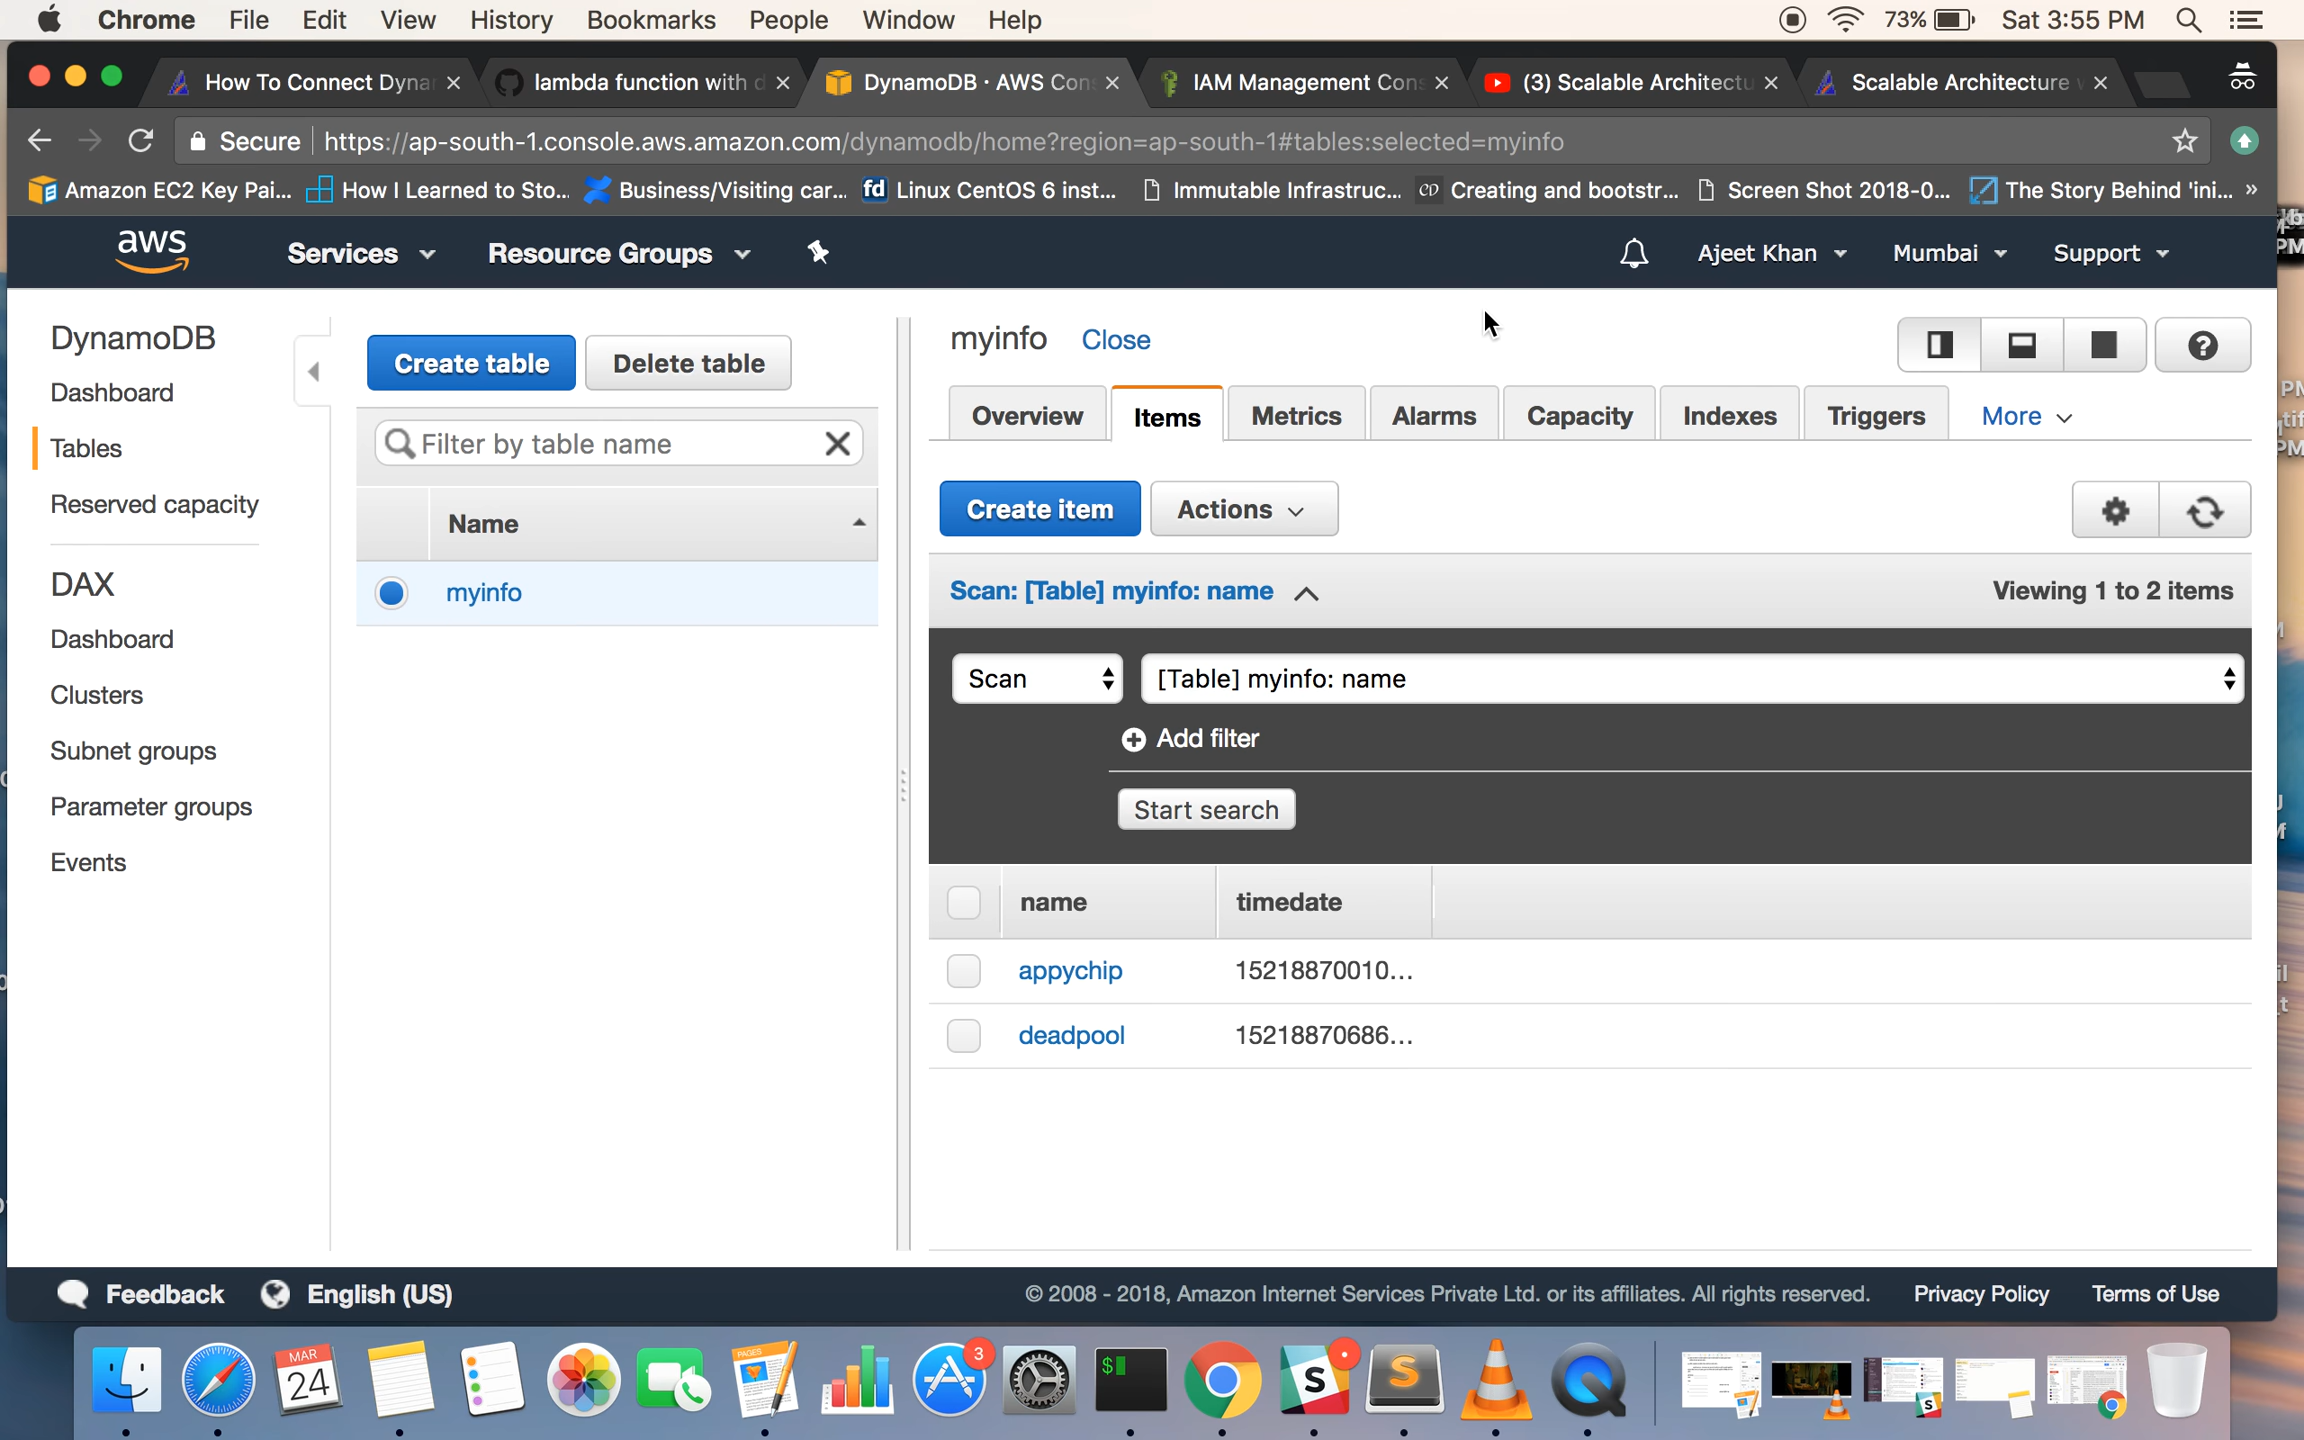 Chrome File Edit View History Bookmarks People Window Help 73% Sat 3:55 PM
How To Connect Dynar lambda function with d DynamoDB · AWS Con IAM Management Con (3) Scalable Architectu Scalable Architecture
Secure https://ap-south-1.console.aws.amazon.com/dynamodb/home?region=ap-south-1#tables:selected=myinfo
Amazon EC2 Key Pai... How I Learned to Sto... Business/Visiting car... fd Linux CentOS 6 inst... Immutable Infrastruc... Creating and bootstr... Screen Shot 2018-0... The Story Behind 'ini... »
aws Services Resource Groups Ajeet Khan Mumbai Support
DynamoDB
Dashboard
Tables
Reserved capacity
DAX
Dashboard
Clusters
Subnet groups
Parameter groups
Events
Create table Delete table
Filter by table name
Name
myinfo
myinfo Close
Overview Items Metrics Alarms Capacity Indexes Triggers More
Create item Actions
Scan: [Table] myinfo: name Viewing 1 to 2 items
Scan [Table] myinfo: name
Add filter
Start search
name timedate
appychip 15218870010...
deadpool 15218870686...
Feedback English (US) © 2008 - 2018, Amazon Internet Services Private Ltd. or its affiliates. All rights reserved. Privacy Policy Terms of Use
MAR
24
PAGES
3
$
S
S